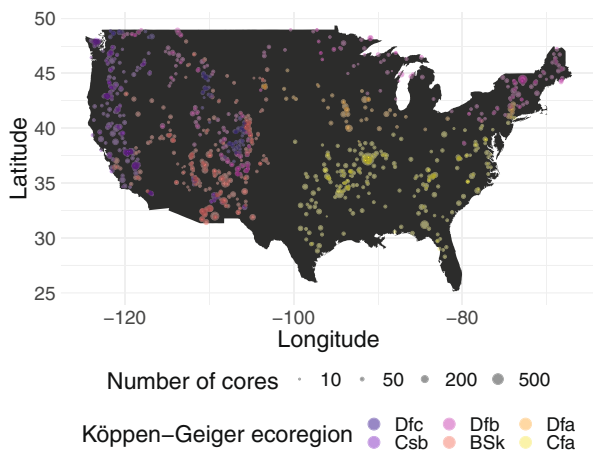 50
45
40
35
30
25
Latitude
−120 −100 −80
Longitude
Number of cores 10 50 200 500
Köppen−Geiger ecoregion Dfc Dfb Dfa
Csb BSk Cfa